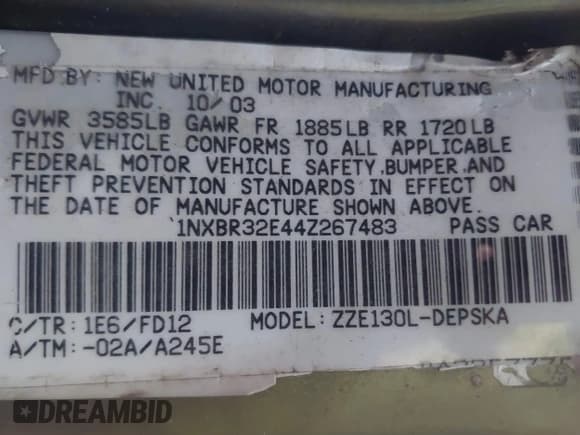 MFD.BY: NEW UNITED MOTOR MANUFACTURING
INC. 10/03
GVWR 3585LB GAWR FR 1885LB RR 1720LB
THIS VEHICLE CONFORMS TO ALL APPLICABLE
FEDERAL MOTOR VEHICLE SAFETY,BUMPER,AND
THEFT PREVENTION STANDARDS IN EFFECT ON
THE DATE OF MANUFACTURE SHOWN ABOVE.
1NXBR32E44Z267483 PASS CAR
C/TR: 1E6/FD12 MODEL: ZZE130L-DEPSKA
A/TM: -02A/A245E
DREAMBID